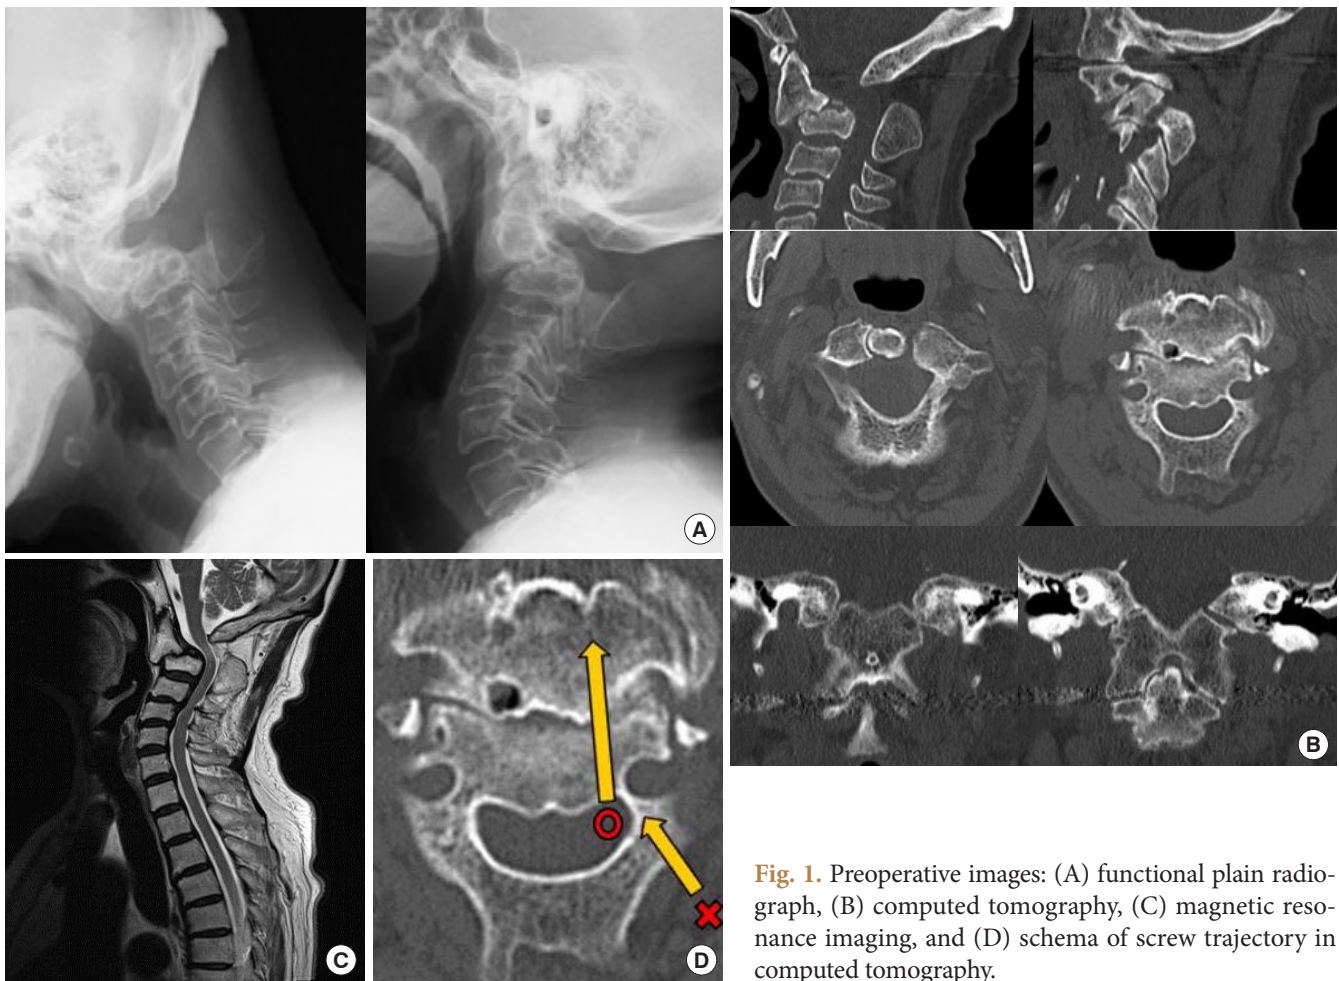 A
B
C
D
Fig. 1. Preoperative images: (A) functional plain radio-
graph, (B) computed tomography, (C) magnetic reso-
nance imaging, and (D) schema of screw trajectory in
computed tomography.